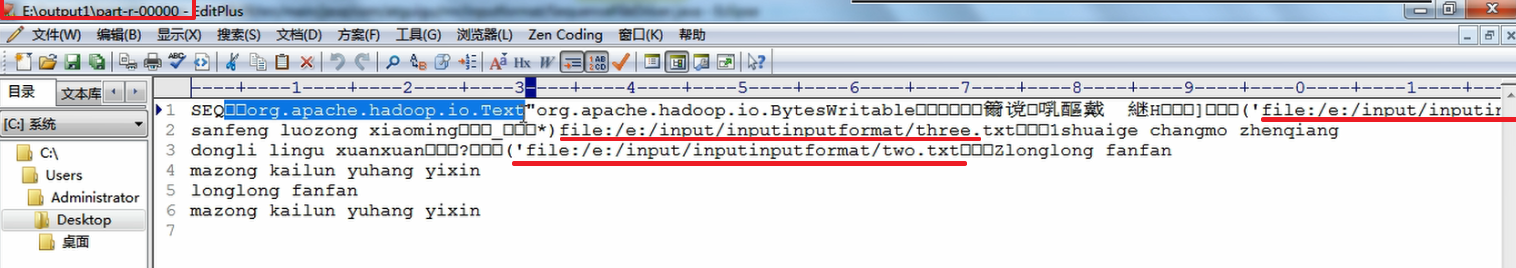 E:\output1\part-r-00000 - EditPlus
文件(W) 编辑(B) 显示(X) 搜索(S) 文档(D) 方案(F) 工具(G) 浏览器(L) Zen Coding 窗口(K) 帮助
目录 文本库
[C:] 系统
C:\
Users
Administrator
Desktop
桌面
----+----1----+----2----+----3----+----4----+----5----+----6----+----7----+----8----+----9----+----0----+----1----+--
1 SEQ□□org.apache.hadoop.io.Text"org.apache.hadoop.io.BytesWritable□□□□□□ 戴 継H□□□]□□□('file:/e:/input/inputin
2 sanfeng luozong xiaoming□□□_□□□*)file:/e:/input/inputinputformat/three.txt□□□1shuaige changmo zhenqiang
3 dongli lingu xuanxuan□□□?□□□('file:/e:/input/inputinputformat/two.txt□□□Zlonglong fanfan
4 mazong kailun yuhang yixin
5 longlong fanfan
6 mazong kailun yuhang yixin
7